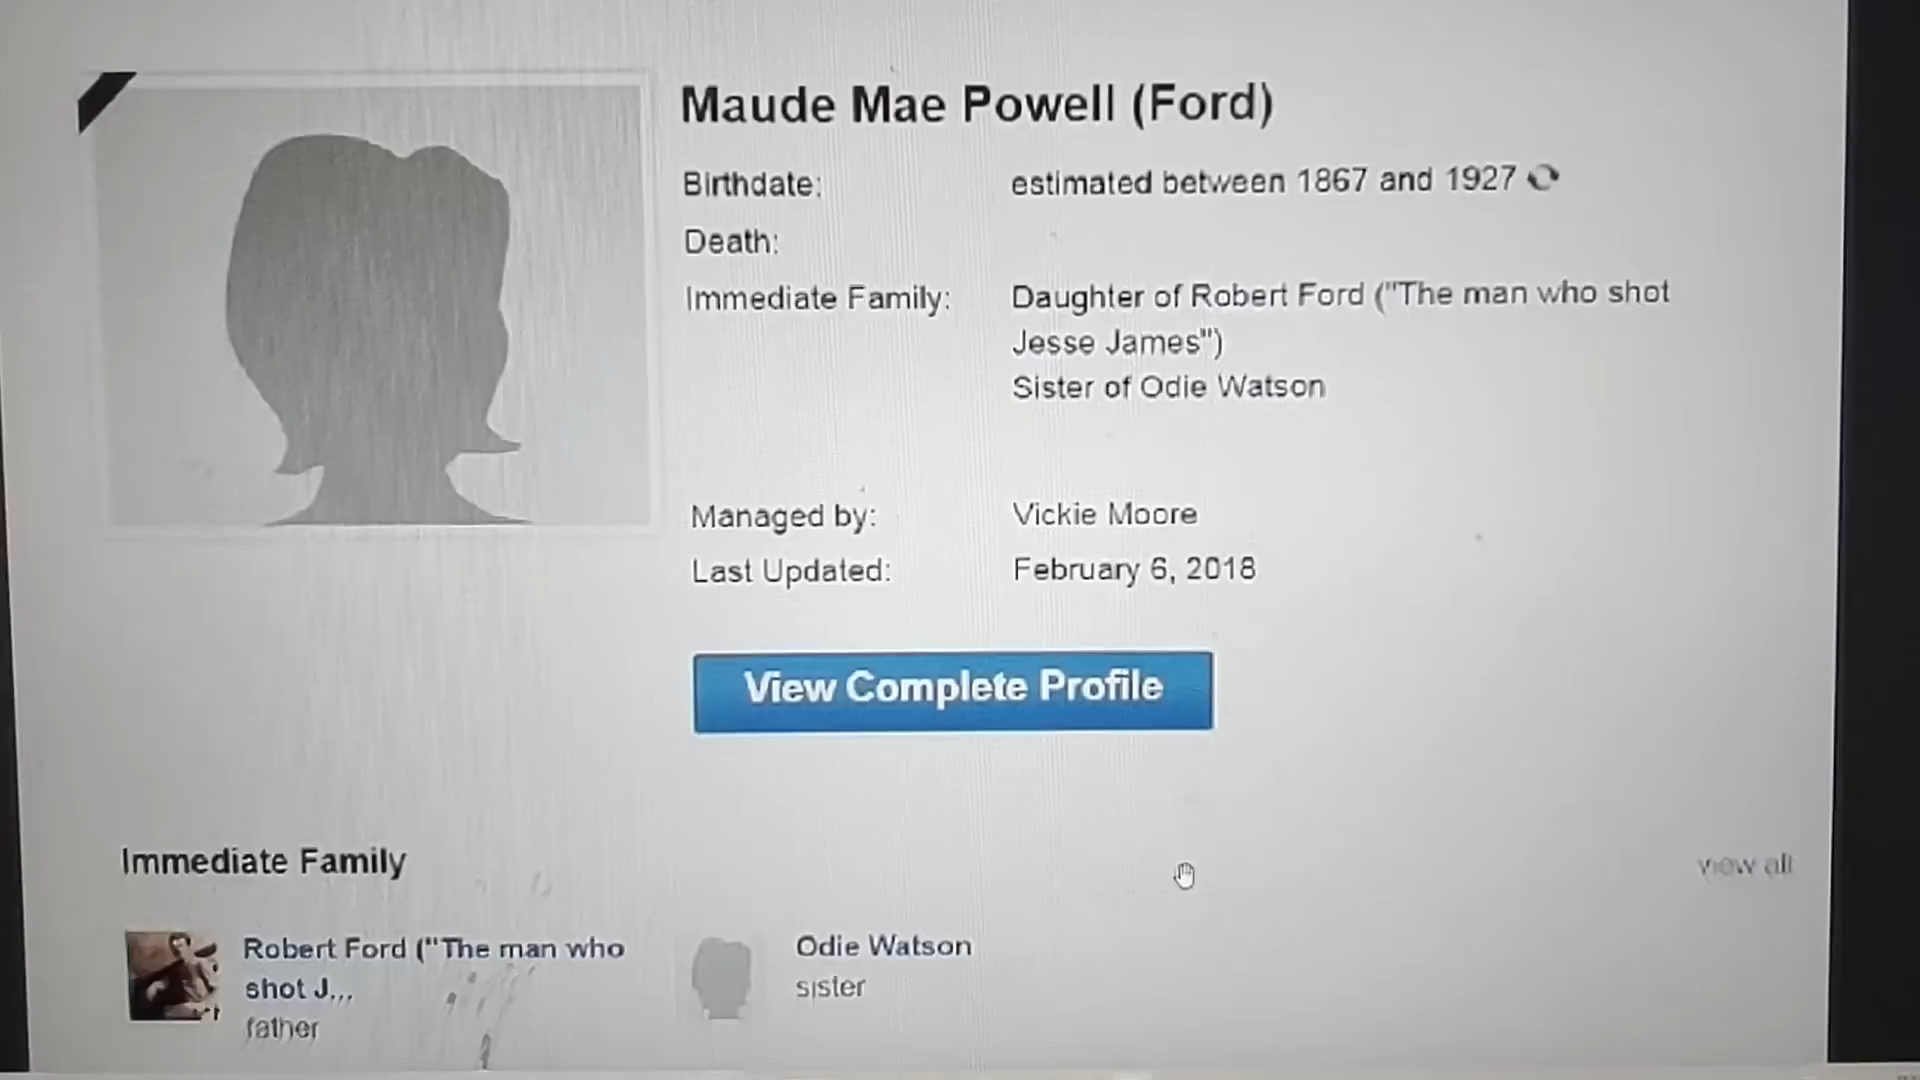 Maude Mae Powell (Ford)
Birthdate: estimated between 1867 and 1927
Death:
Immediate Family: Daughter of Robert Ford ("The man who shot
Jesse James")
Sister of Odie Watson
Managed by: Vickie Moore
Last Updated: February 6, 2018
View Complete Profile
Immediate Family
view all
Robert Ford ("The man who
shot J...
father
Odie Watson
sister